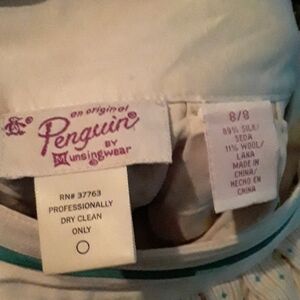 an original
Penguin®
BY
Munsingwear
RN# 37763
PROFESSIONALLY
DRY CLEAN
ONLY
8/8
89% SILK/
SEDA
11% WOOL/
LANA
MADE IN
CHINA/
HECHO EN
CHINA